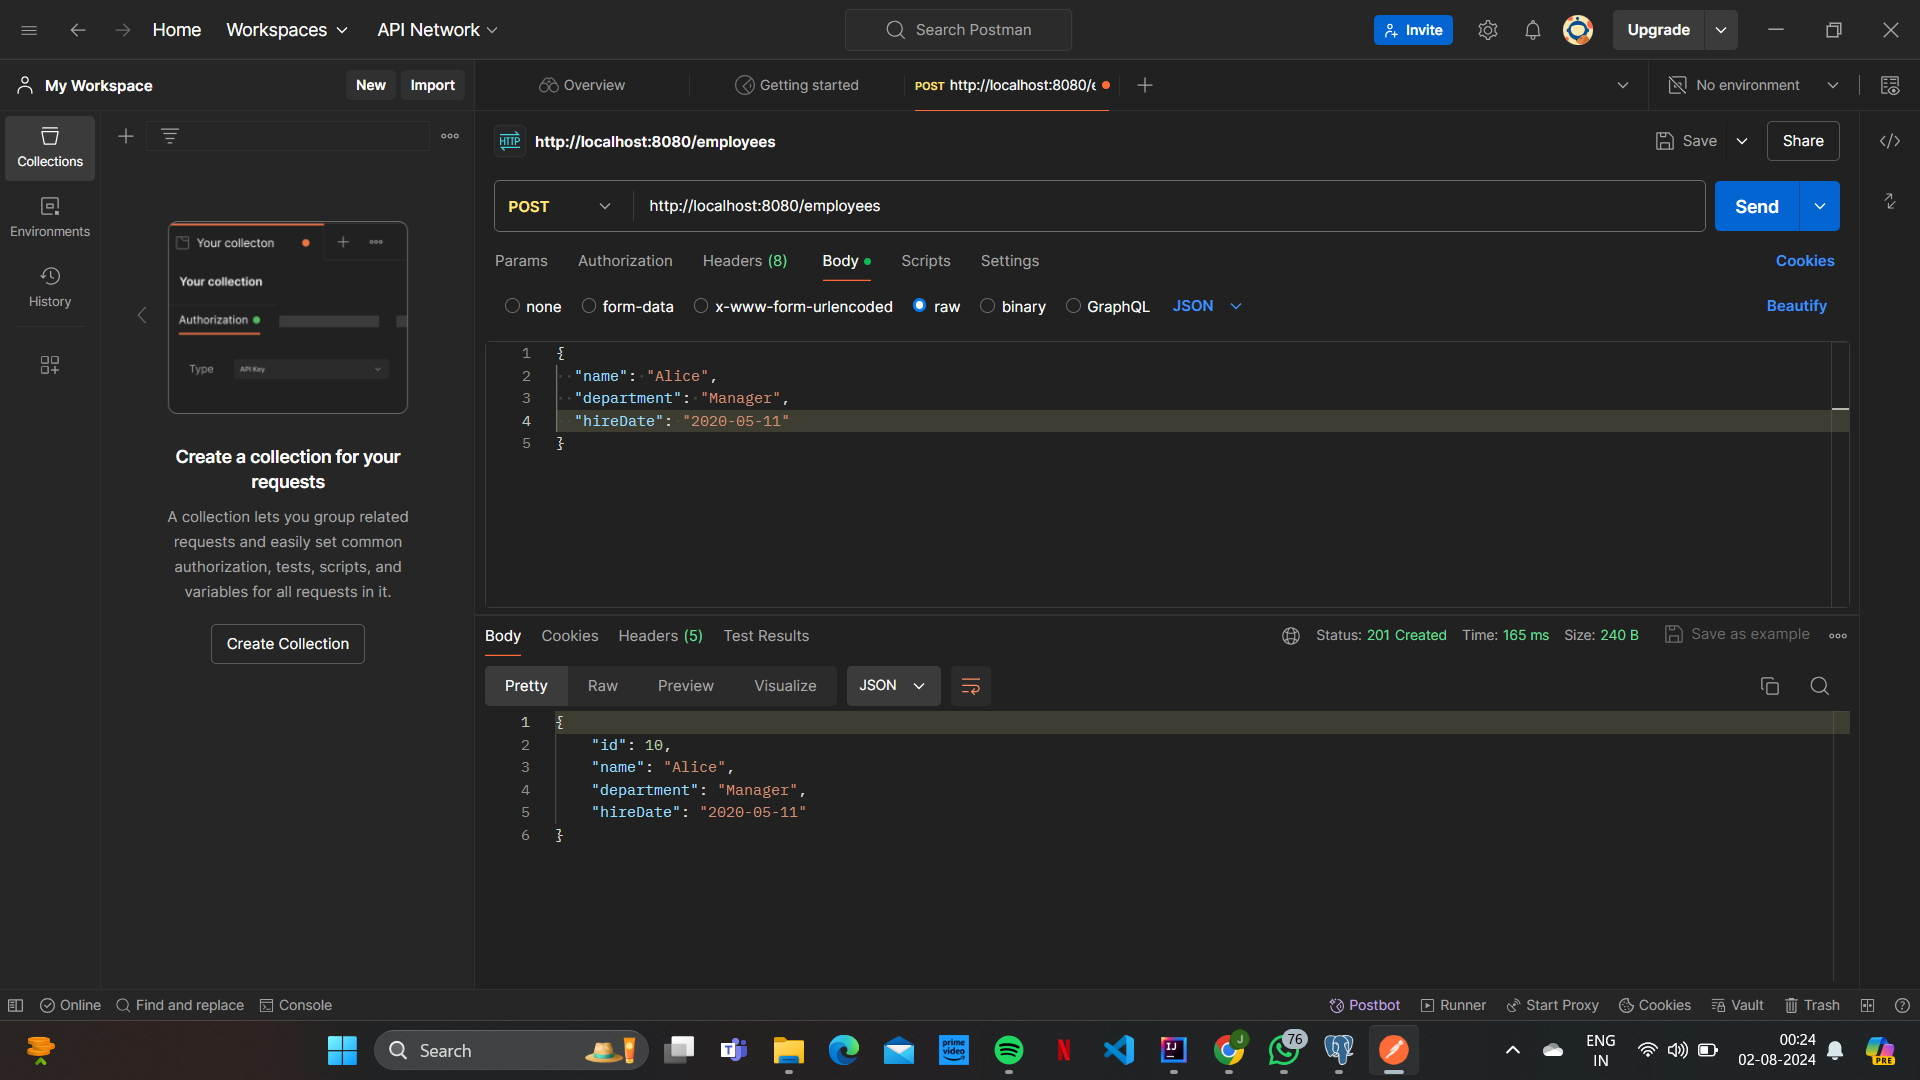 Home Workspaces API Network Search Postman Invite Upgrade
My Workspace New Import Overview Getting started POST http://localhost:8080/e No environment
Collections
Environments
History
Your collecton
Your collection
Authorization
Type API Key
Create a collection for your
requests
A collection lets you group related
requests and easily set common
authorization, tests, scripts, and
variables for all requests in it.
Create Collection
HTTP http://localhost:8080/employees Save Share
POST http://localhost:8080/employees Send
Params Authorization Headers (8) Body Scripts Settings Cookies
none form-data x-www-form-urlencoded raw binary GraphQL JSON Beautify
1 {
2 "name": "Alice",
3 "department": "Manager",
4 "hireDate": "2020-05-11"
5 }
Body Cookies Headers (5) Test Results Status: 201 Created Time: 165 ms Size: 240 B Save as example
Pretty Raw Preview Visualize JSON
1 {
2 "id": 10,
3 "name": "Alice",
4 "department": "Manager",
5 "hireDate": "2020-05-11"
6 }
Online Find and replace Console Postbot Runner Start Proxy Cookies Vault Trash
Search prime video N IJ J 76 ENG 00:24
IN 02-08-2024 PRE